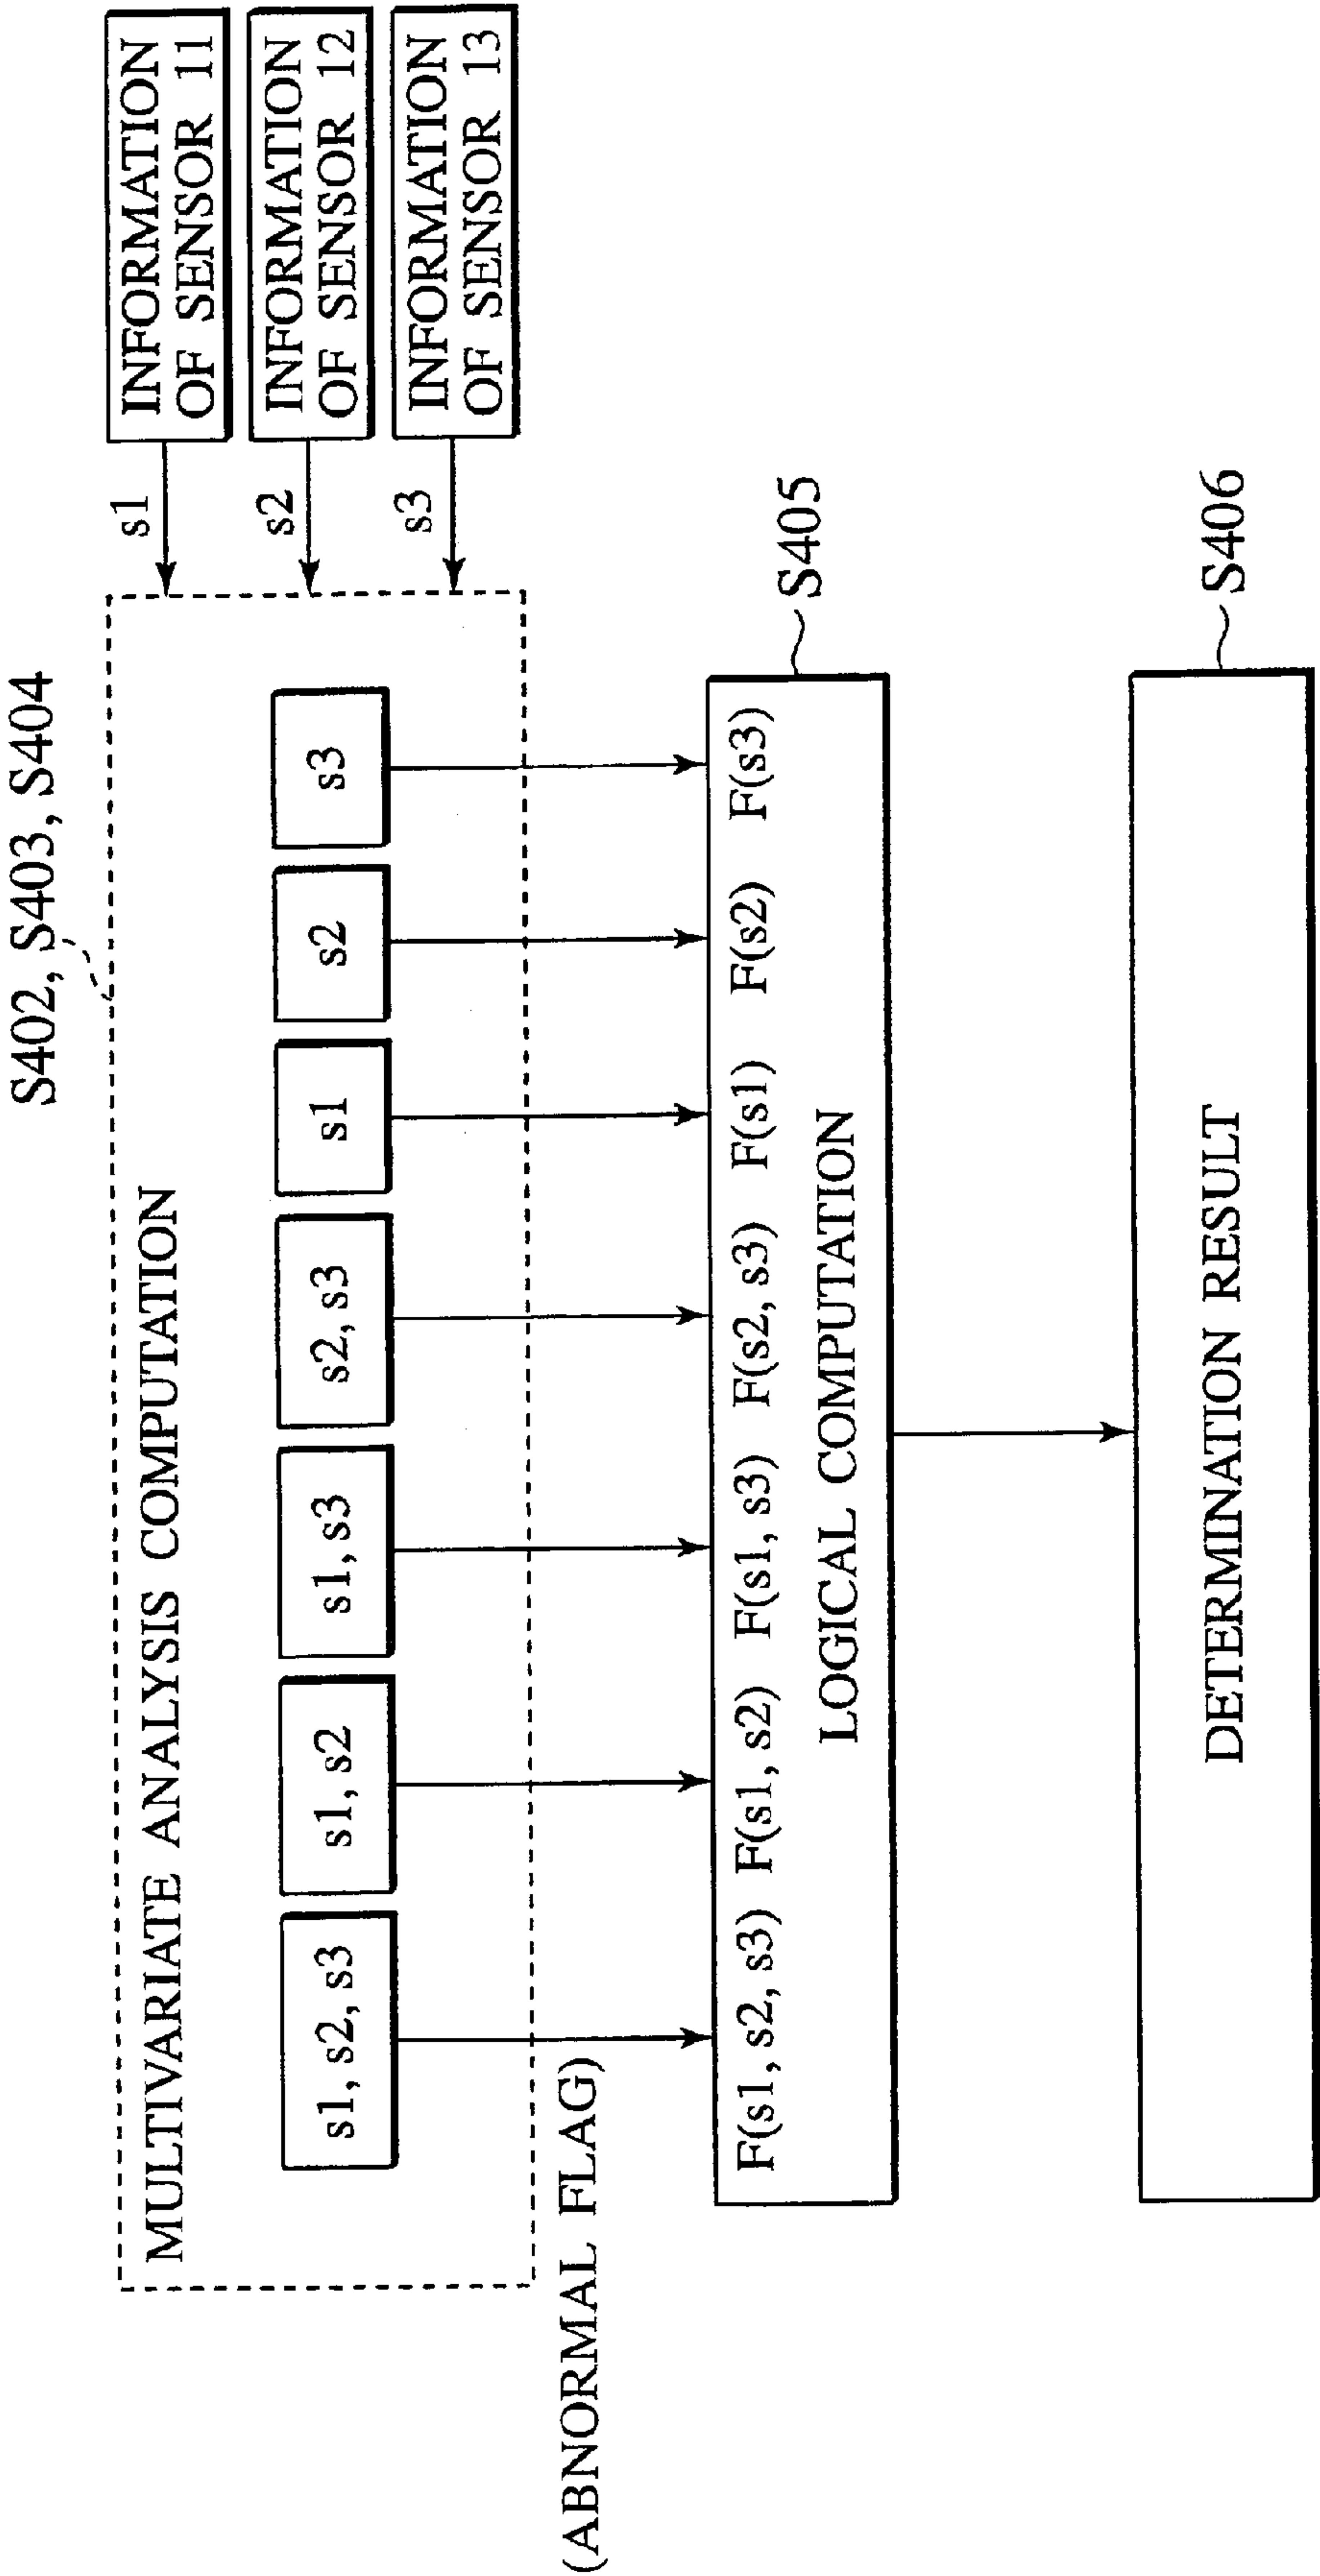 S402, S403, S404
MULTIVARIATE ANALYSIS COMPUTATION
s1
INFORMATION
OF SENSOR 11
s2
INFORMATION
OF SENSOR 12
s3
INFORMATION
OF SENSOR 13
s1, s2, s3
s1, s2
s1, s3
s2, s3
s1
s2
s3
(ABNORMAL FLAG)
S405
F(s1, s2, s3) F(s1, s2) F(s1, s3) F(s2, s3) F(s1) F(s2) F(s3)
LOGICAL COMPUTATION
S406
DETERMINATION RESULT